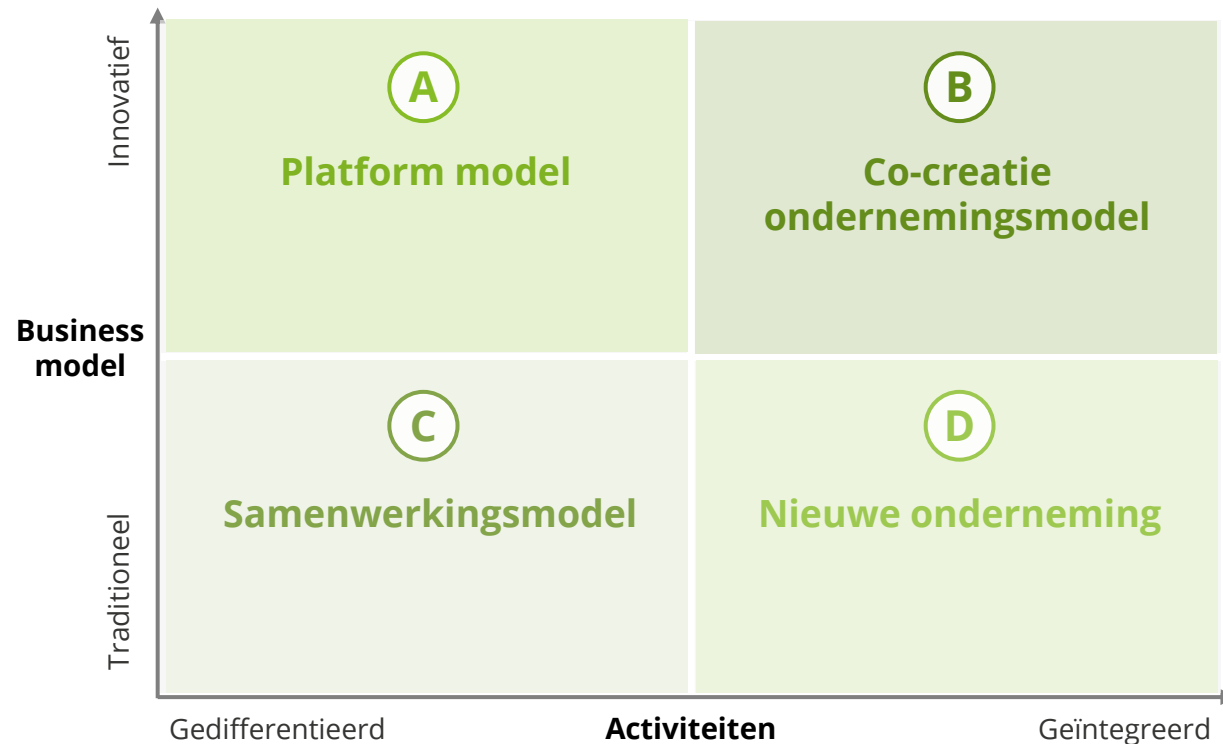 Innovatief
A
B
Platform model
Co-creatie
ondernemingsmodel
Business
model
C
D
Samenwerkingsmodel
Nieuwe onderneming
Traditioneel
Gedifferentieerd
Activiteiten
Geïntegreerd